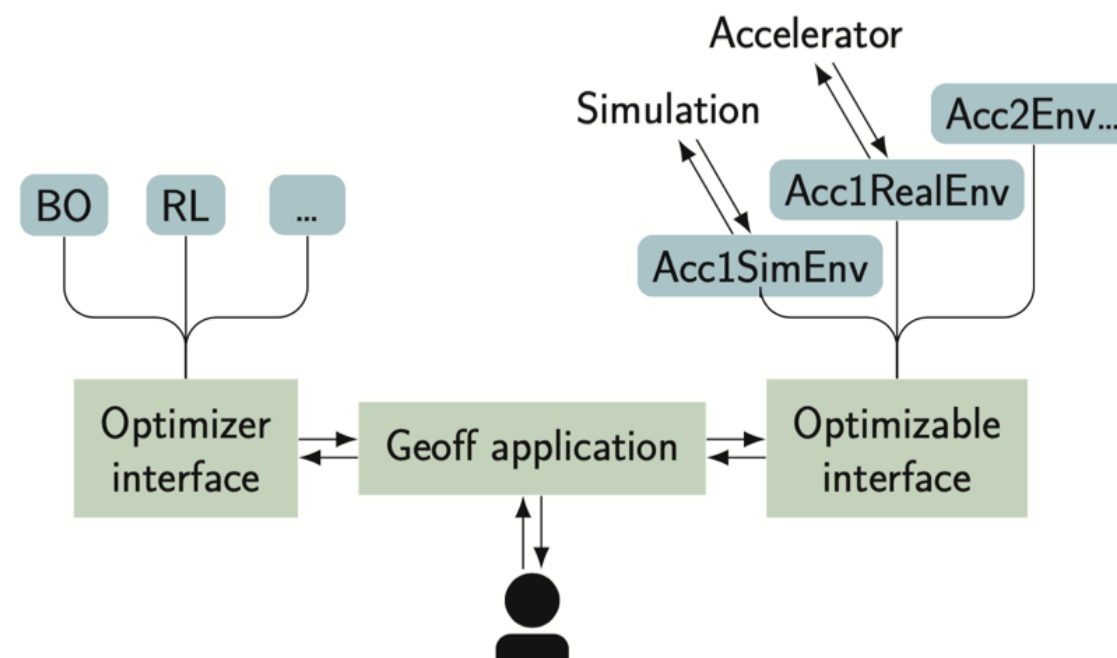 Accelerator
Simulation
Acc2Env...
Acc1RealEnv
BO
RL
...
Acc1SimEnv
Optimizer
interface
Geoff application
Optimizable
interface